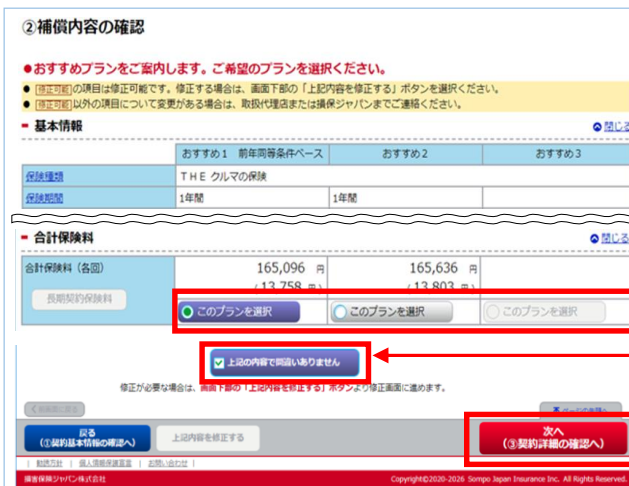 ②補償内容の確認
●おすすめプランをご案内します。ご希望のプランを選択ください。
● 修正可能の項目は修正可能です。修正する場合は、画面下部の「上記内容を修正する」ボタンを選択ください。
● 修正可能以外の項目について変更がある場合は、取扱代理店または損保ジャパンまでご連絡ください。
基本情報 閉じる
おすすめ1 前年同等条件ベース おすすめ2 おすすめ3
保険種類 THE クルマの保険
保険期間 1年間 1年間
合計保険料 閉じる
合計保険料(各回) 165,096 円 165,636 円
(13,758 円) (13,803 円)
長期契約保険料
このプランを選択 このプランを選択 このプランを選択
上記の内容で間違いありません
修正が必要な場合は、画面下部の「上記内容を修正する」ボタンより修正画面に進めます。
戻る
(①契約基本情報の確認へ)
上記内容を修正する
次へ
(③契約詳細の確認へ)
| 勧誘方針 | 個人情報保護宣言 | お問い合わせ |
損害保険ジャパン株式会社 Copyright©2020-2026 Sompo Japan Insurance Inc. All Rights Reserved.